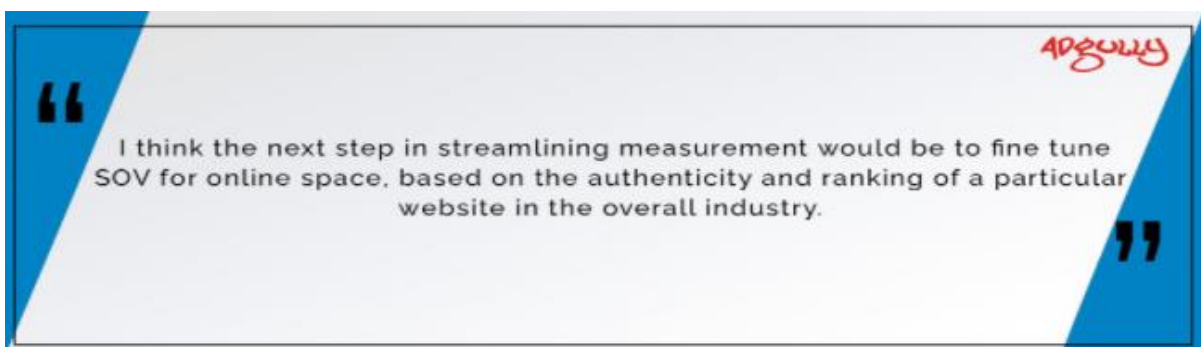 ADGULLY
I think the next step in streamlining measurement would be to fine tune
SOV for online space, based on the authenticity and ranking of a particular
website in the overall industry.